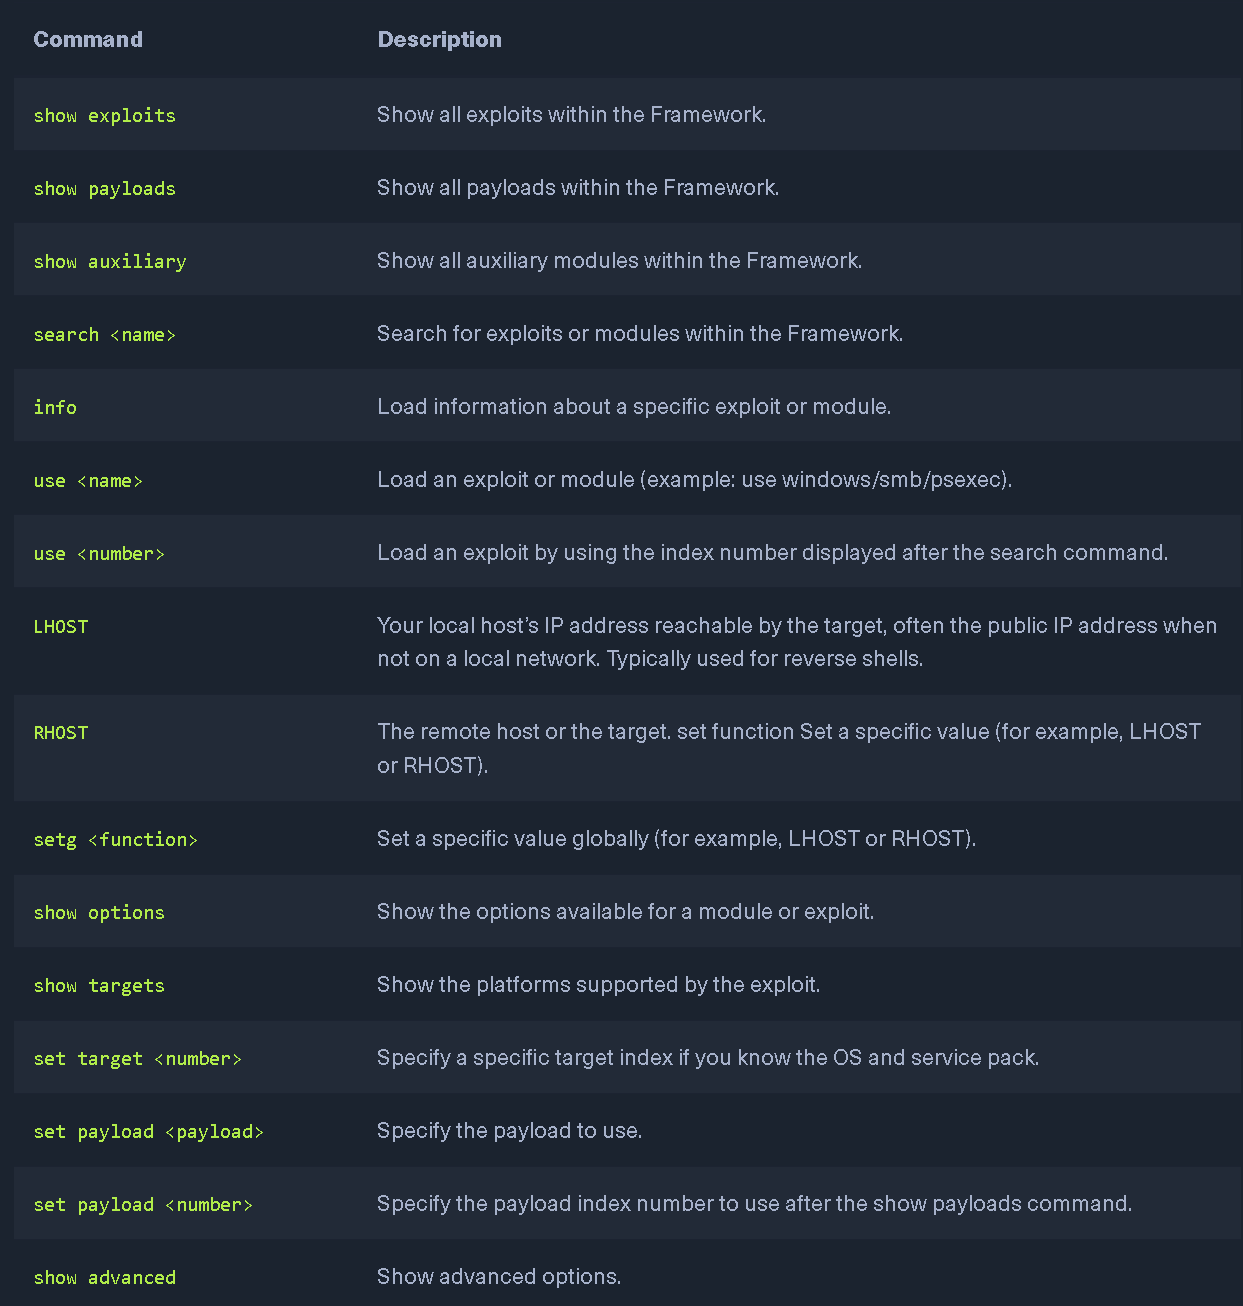 Command Description
show exploits Show all exploits within the Framework.
show payloads Show all payloads within the Framework.
show auxiliary Show all auxiliary modules within the Framework.
search <name> Search for exploits or modules within the Framework.
info Load information about a specific exploit or module.
use <name> Load an exploit or module (example: use windows/smb/psexec).
use <number> Load an exploit by using the index number displayed after the search command.
LHOST Your local host’s IP address reachable by the target, often the public IP address when
not on a local network. Typically used for reverse shells.
RHOST The remote host or the target. set function Set a specific value (for example, LHOST
or RHOST).
setg <function> Set a specific value globally (for example, LHOST or RHOST).
show options Show the options available for a module or exploit.
show targets Show the platforms supported by the exploit.
set target <number> Specify a specific target index if you know the OS and service pack.
set payload <payload> Specify the payload to use.
set payload <number> Specify the payload index number to use after the show payloads command.
show advanced Show advanced options.